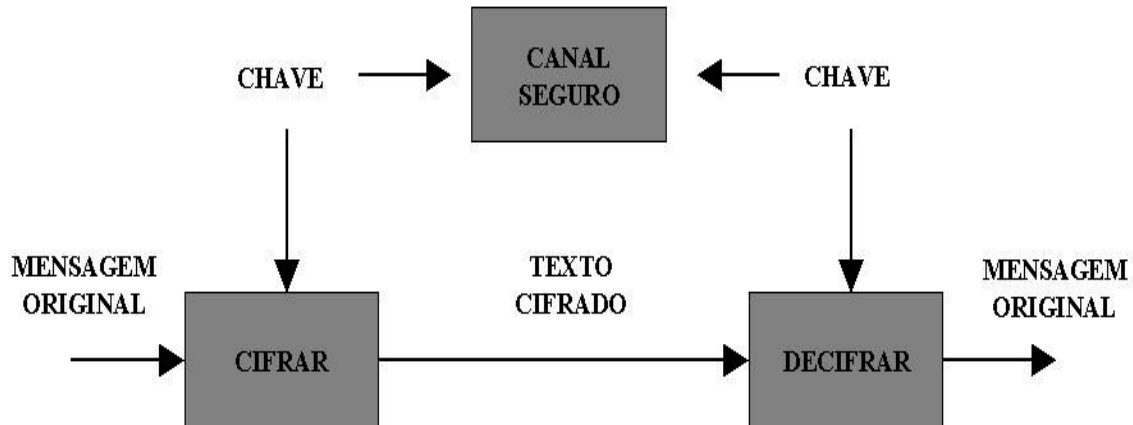 CANAL
SEGURO
CHAVE
CHAVE
MENSAGEM
ORIGINAL
TEXTO
CIFRADO
MENSAGEM
ORIGINAL
CIFRAR
DECIFRAR